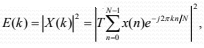 E(k) = |X(k)|² = |T∑_{n=0}^{N-1} x(n)e^{-j2πkn/N}|²,